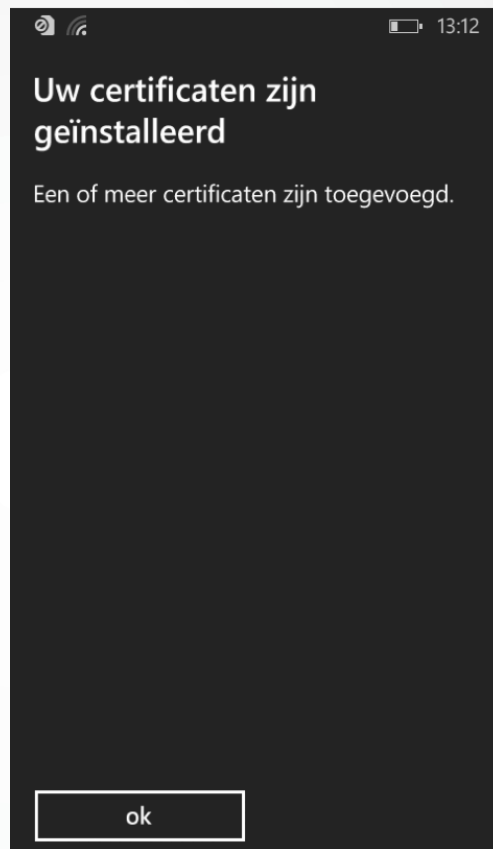 13:12
Uw certificaten zijn
geïnstalleerd
Een of meer certificaten zijn toegevoegd.
ok